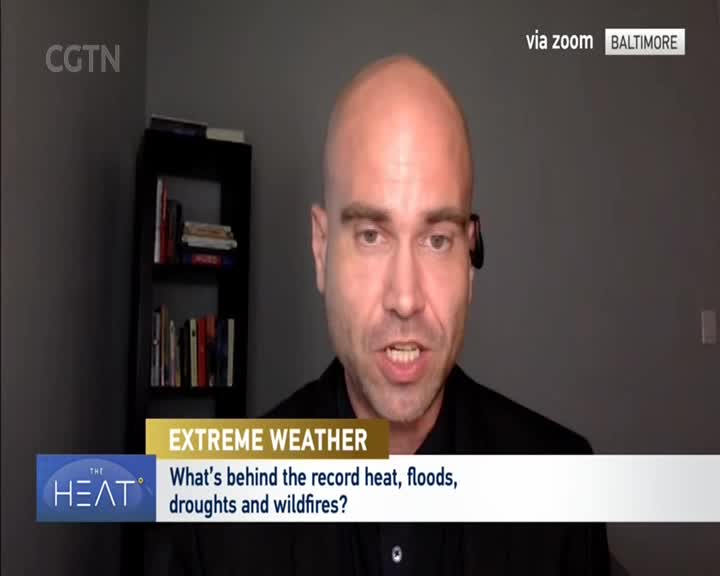 CGTN
via zoom
BALTIMORE
EXTREME WEATHER
THE
HEAT
What's behind the record heat, floods,
droughts and wildfires?